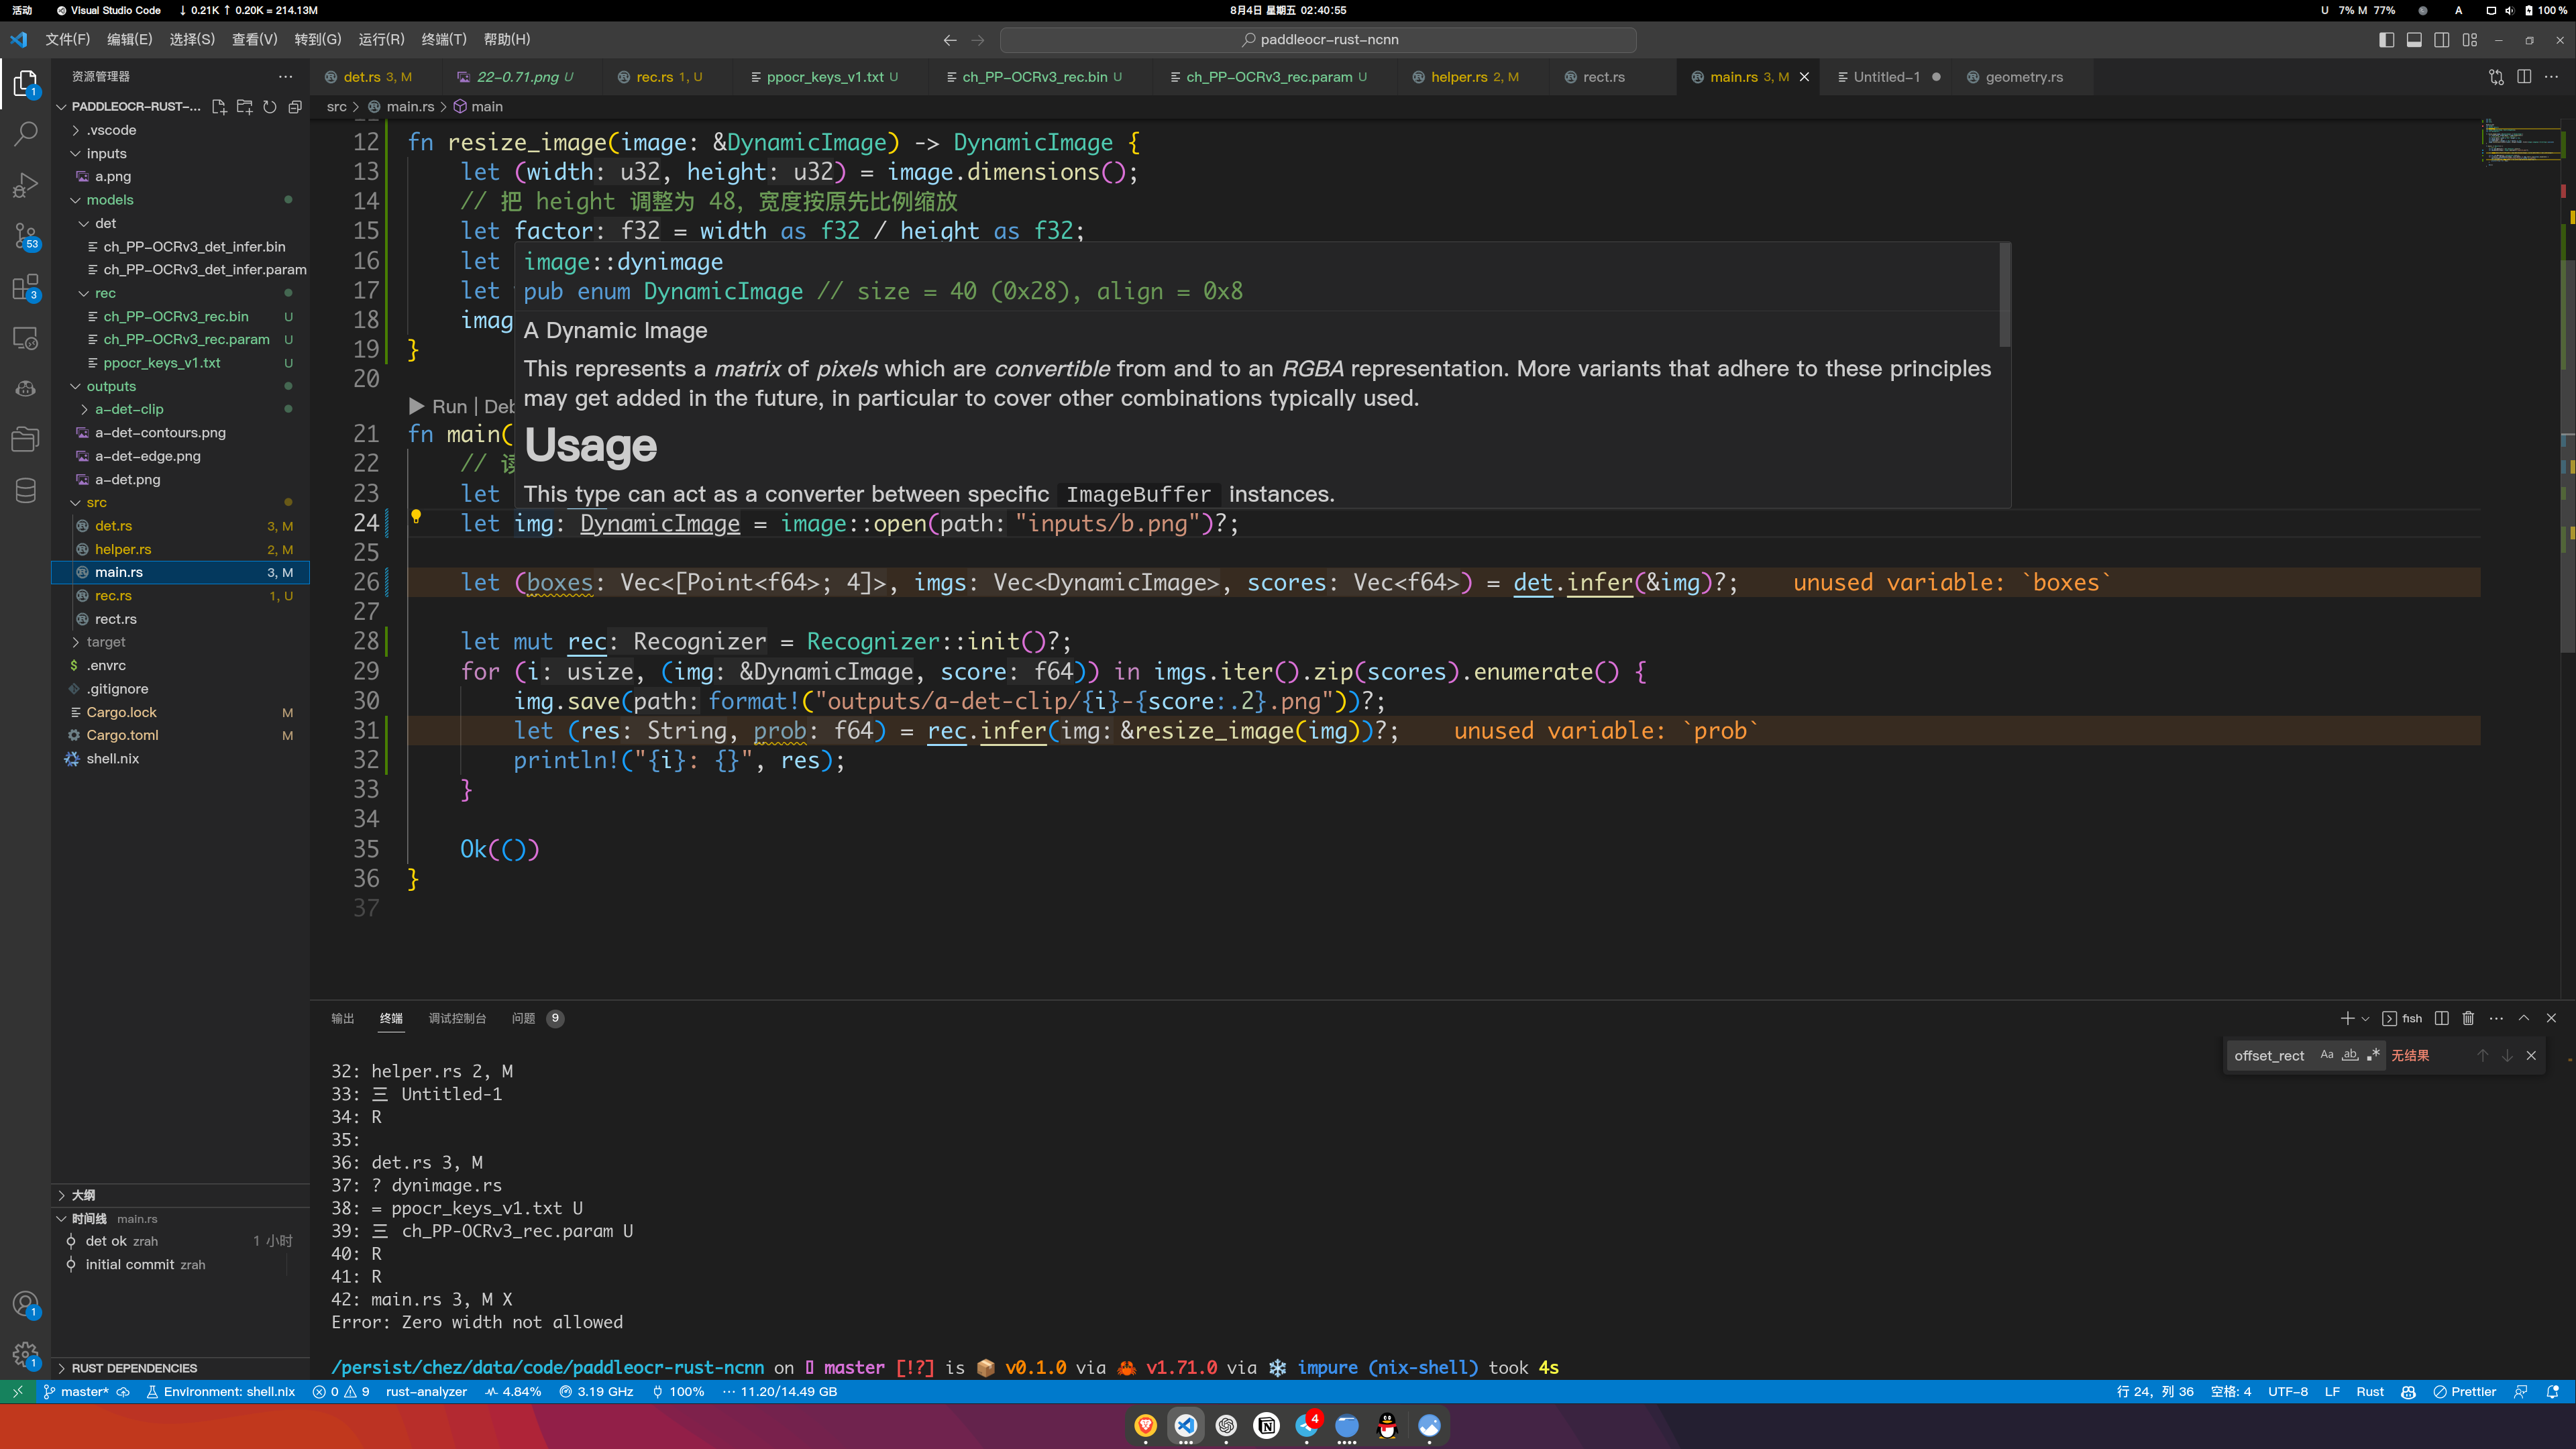 活动 Visual Studio Code ↓ 0.21K ↑ 0.20K = 214.13M 8月4日 星期五 02:40:55 U 7% M 77% A 100 %
文件(F) 编辑(E) 选择(S) 查看(V) 转到(G) 运行(R) 终端(T) 帮助(H) paddleocr-rust-ncnn
资源管理器
det.rs 3, M 22-0.71.png U rec.rs 1, U ppocr_keys_v1.txt U ch_PP-OCRv3_rec.bin U ch_PP-OCRv3_rec.param U helper.rs 2, M rect.rs main.rs 3, M Untitled-1 geometry.rs
src > main.rs > main
PADDLEOCR-RUST-...
.vscode
inputs
a.png
models
det
ch_PP-OCRv3_det_infer.bin
ch_PP-OCRv3_det_infer.param
rec
ch_PP-OCRv3_rec.bin U
ch_PP-OCRv3_rec.param U
ppocr_keys_v1.txt U
outputs
a-det-clip
a-det-contours.png
a-det-edge.png
a-det.png
src
det.rs 3, M
helper.rs 2, M
main.rs 3, M
rec.rs 1, U
rect.rs
target
.envrc
.gitignore
Cargo.lock M
Cargo.toml M
shell.nix
大纲
时间线 main.rs
det ok zrah 1 小时
initial commit zrah
RUST DEPENDENCIES
1
53
3
1
1
12 fn resize_image(image: &DynamicImage) -> DynamicImage {
13 let (width: u32, height: u32) = image.dimensions();
14 // 把 height 调整为 48, 宽度按原先比例缩放
15 let factor: f32 = width as f32 / height as f32;
16 let
17 let
18 imag
19 }
20
image::dynimage
pub enum DynamicImage // size = 40 (0x28), align = 0x8
A Dynamic Image
This represents a matrix of pixels which are convertible from and to an RGBA representation. More variants that adhere to these principles
may get added in the future, in particular to cover other combinations typically used.
Usage
This type can act as a converter between specific ImageBuffer instances.
Run | Deb
21 fn main(
22 // 读
23 let
24 let img: DynamicImage = image::open(path: "inputs/b.png")?;
25
26 let (boxes: Vec<[Point<f64>; 4]>, imgs: Vec<DynamicImage>, scores: Vec<f64>) = det.infer(&img)?; unused variable: `boxes`
27
28 let mut rec: Recognizer = Recognizer::init()?;
29 for (i: usize, (img: &DynamicImage, score: f64)) in imgs.iter().zip(scores).enumerate() {
30 img.save(path: format!("outputs/a-det-clip/{i}-{score:.2}.png"))?;
31 let (res: String, prob: f64) = rec.infer(img: &resize_image(img))?; unused variable: `prob`
32 println!("{i}: {}", res);
33 }
34
35 Ok(())
36 }
37
输出 终端 调试控制台 问题 9 fish
offset_rect Aa ab .* 无结果
32: helper.rs 2, M
33: 三 Untitled-1
34: R
35:
36: det.rs 3, M
37: ? dynimage.rs
38: = ppocr_keys_v1.txt U
39: 三 ch_PP-OCRv3_rec.param U
40: R
41: R
42: main.rs 3, M X
Error: Zero width not allowed
/persist/chez/data/code/paddleocr-rust-ncnn on master [!?] is 📦 v0.1.0 via 🦀 v1.71.0 via ❄️ impure (nix-shell) took 4s
master* Environment: shell.nix 0 9 rust-analyzer 4.84% 3.19 GHz 100% 11.20/14.49 GB 行 24, 列 36 空格: 4 UTF-8 LF Rust Prettier
4